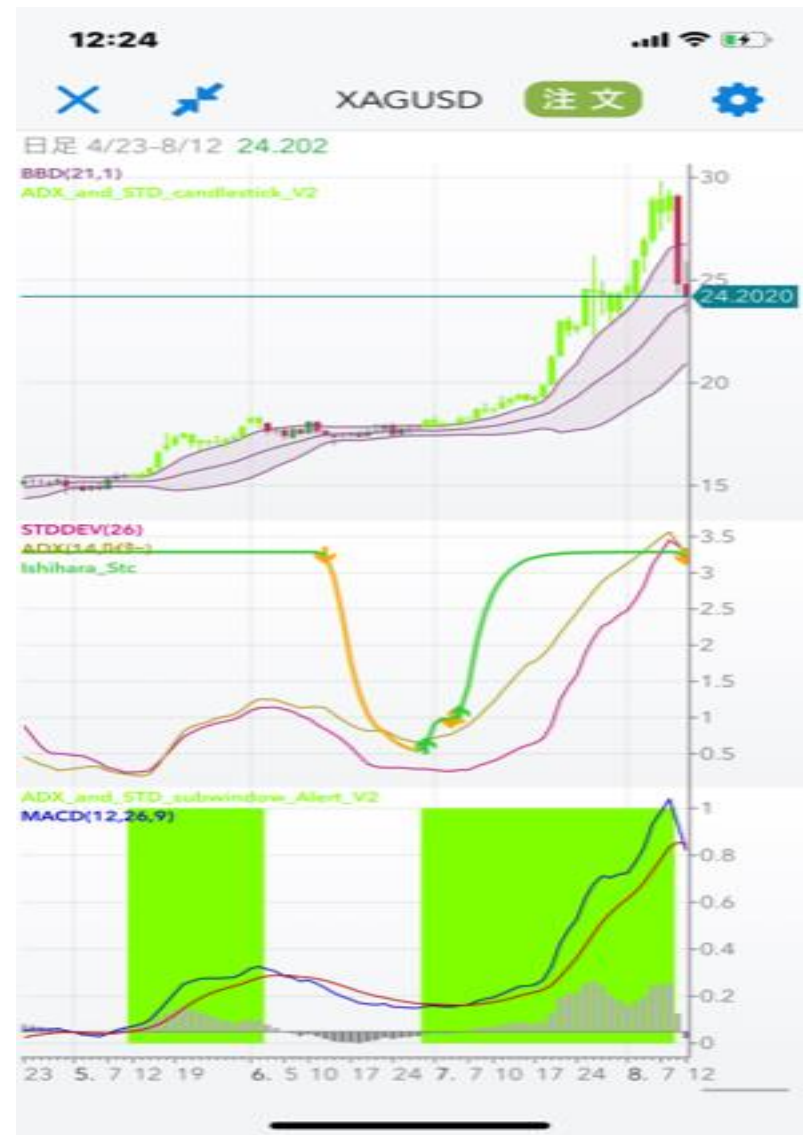 12:24
XAGUSD 注文
日足 4/23-8/12 24.202
BBD(21,1)
ADX_and_STD_candlestick_V2
30
25
24.2020
20
15
STDDEV(26)
Ishihara_Stc
3.5
3
2.5
2
1.5
1
0.5
ADX_and_STD_subwindow_Alert_V2
MACD(12,26,9)
1
0.8
0.6
0.4
0.2
0
23 5. 7 12 19 6. 5 10 17 24 7. 7 10 17 24 8. 7 12